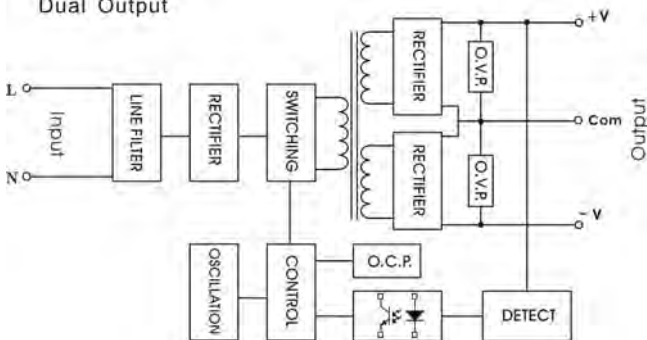 Dual Output
L
N
Input
LINE FILTER
RECTIFIER
SWITCHING
RECTIFIER
RECTIFIER
O.V.P.
O.V.P.
+V
Com
-V
Output
OSCILLATION
CONTROL
O.C.P.
DETECT